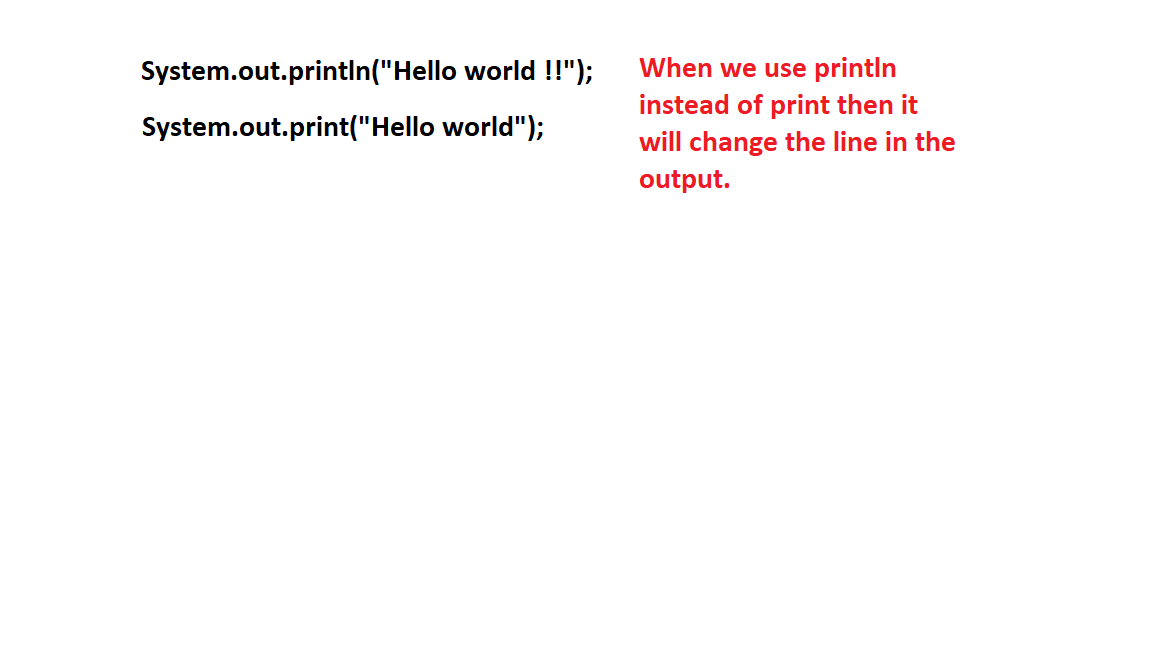 System.out.println("Hello world !!");
System.out.print("Hello world");
When we use println
instead of print then it
will change the line in the
output.